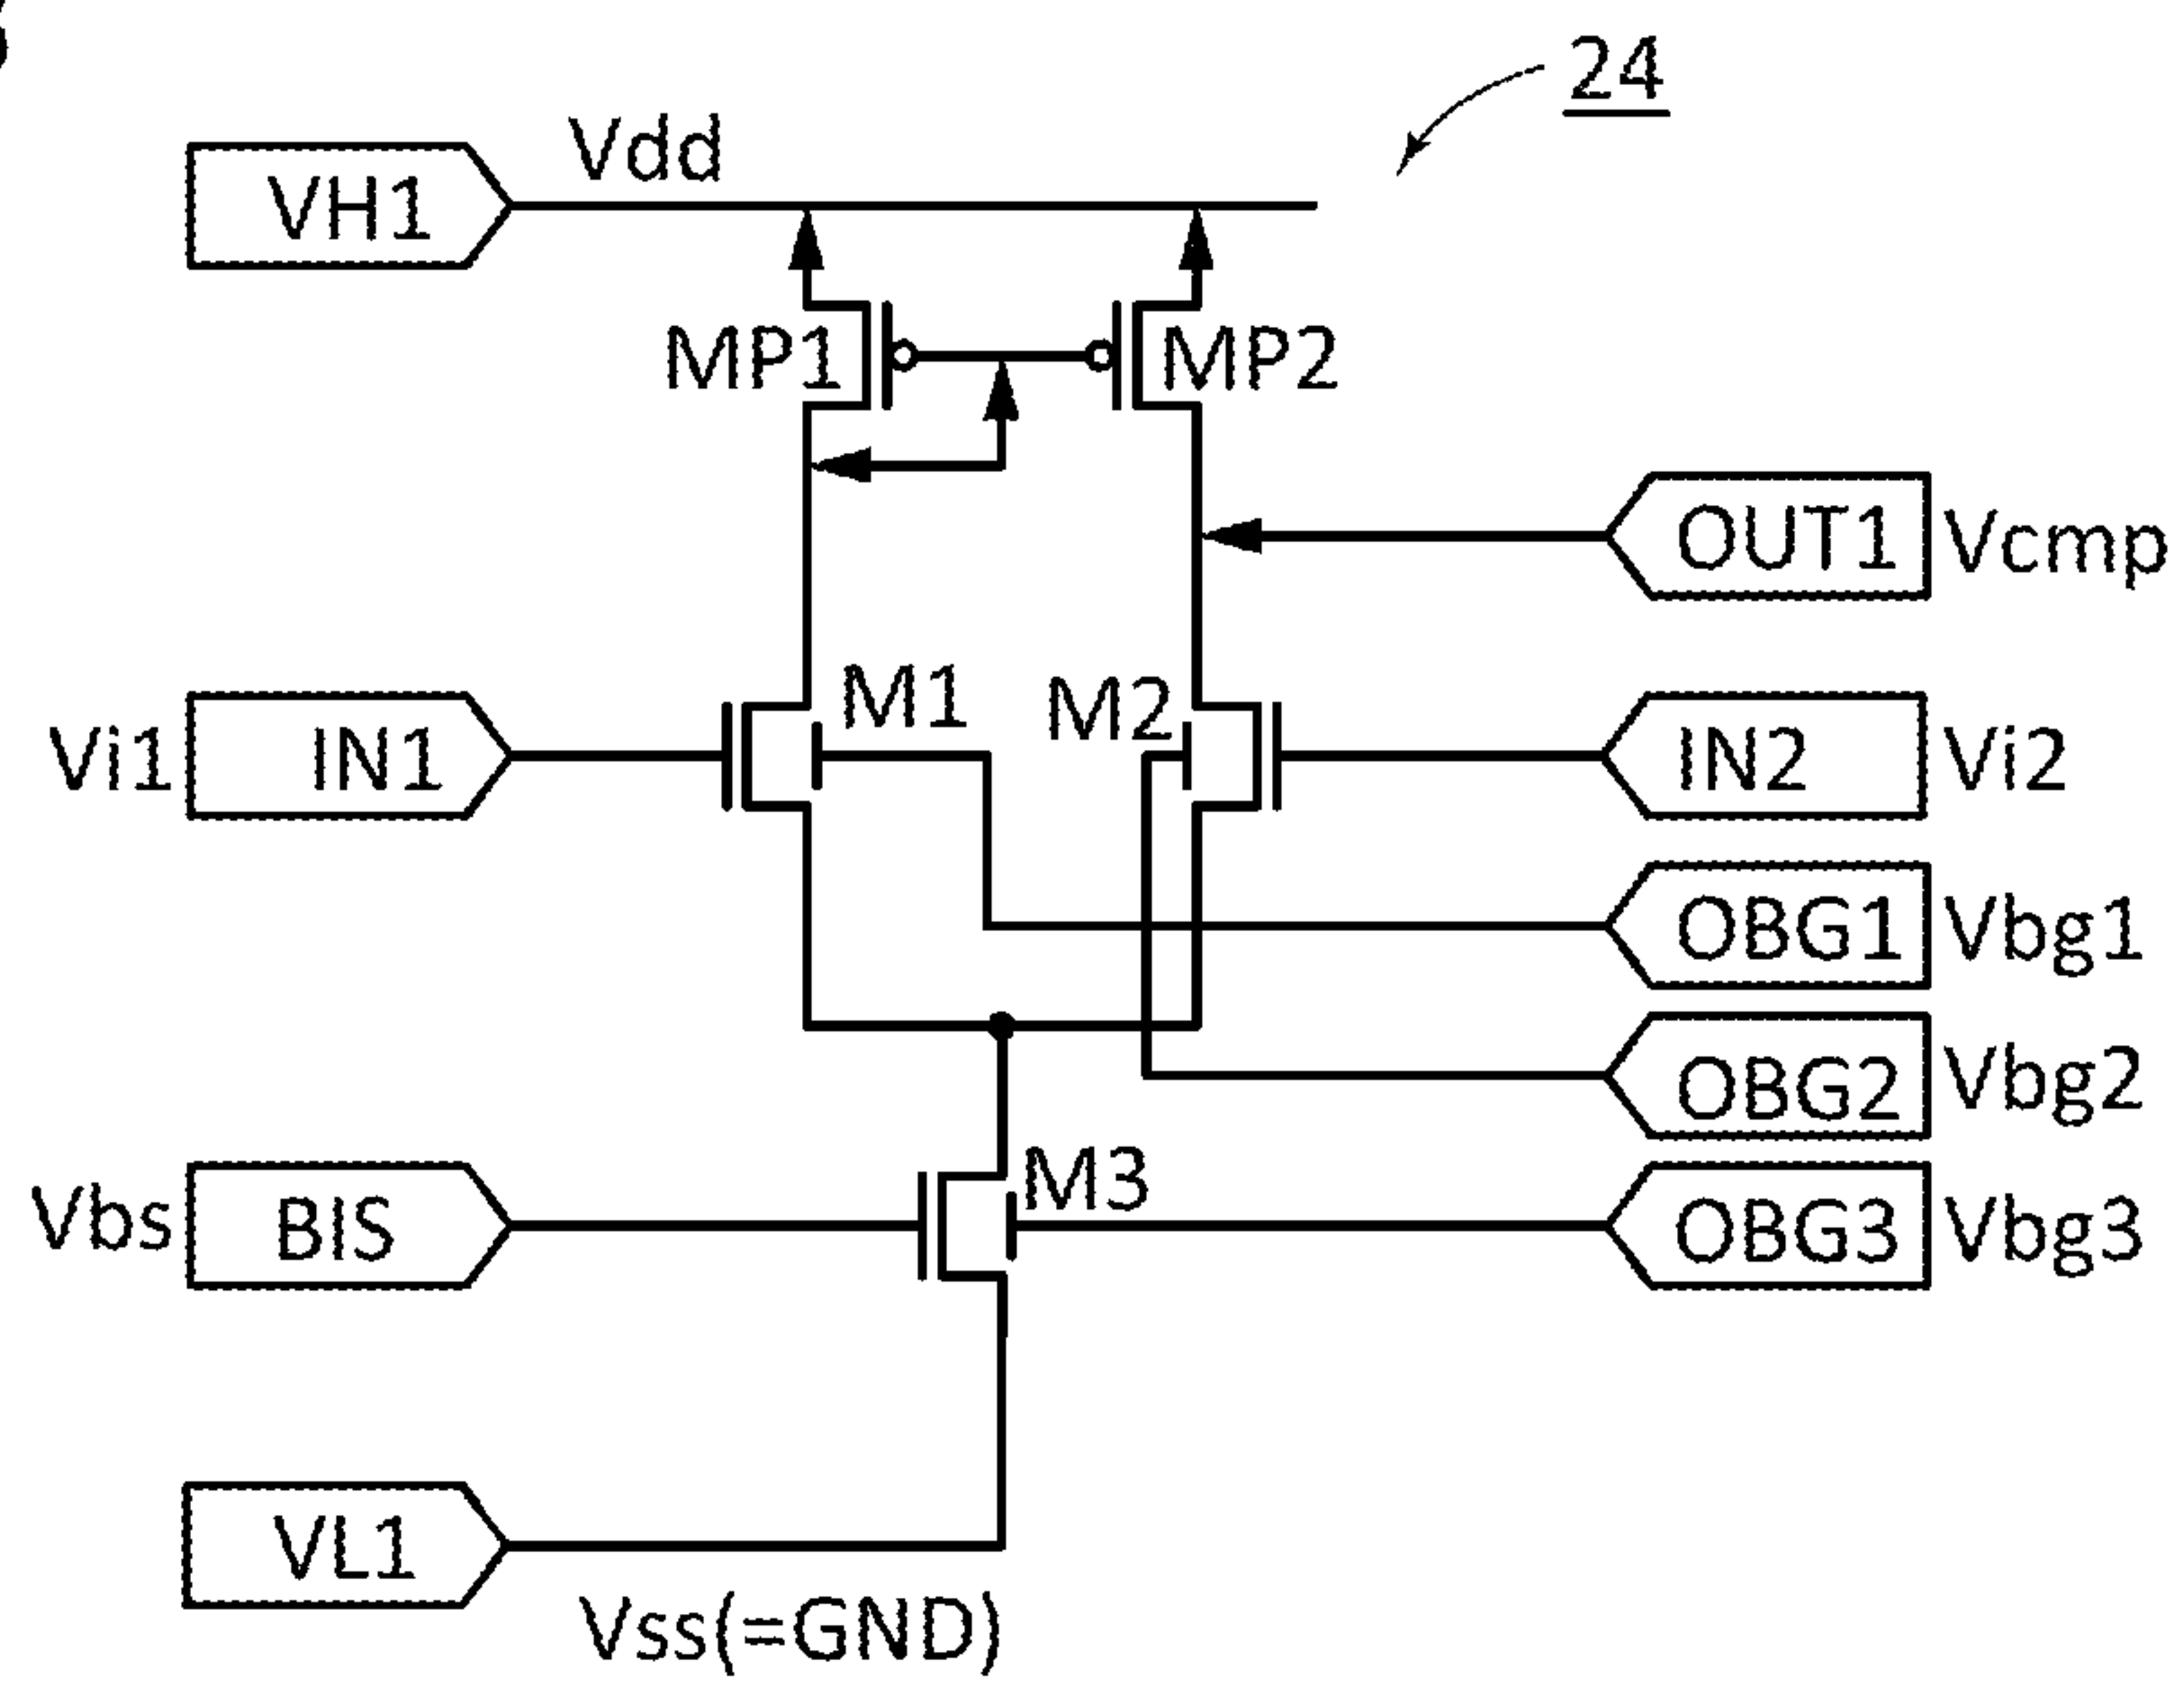 24
Vdd
VH1
MP1
MP2
OUT1 Vcmp
M1
M2
Vi1 IN1
IN2 Vi2
OBG1 Vbg1
OBG2 Vbg2
M3
Vbs BIS
OBG3 Vbg3
VL1
Vss(=GND)